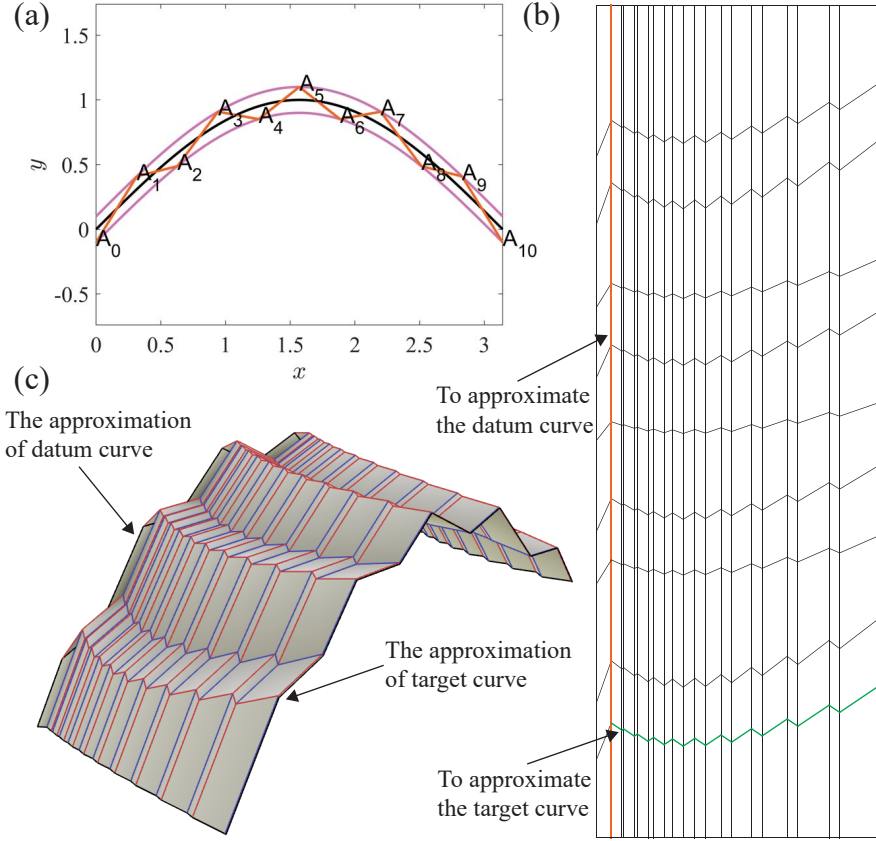 (a)
1.5
1
0.5
0
-0.5
y
A0
A1
A2
A3
A4
A5
A6
A7
A8
A9
A10
0 0.5 1 1.5 2 2.5 3
x
(b)
To approximate
the datum curve
To approximate
the target curve
(c)
The approximation
of datum curve
The approximation
of target curve